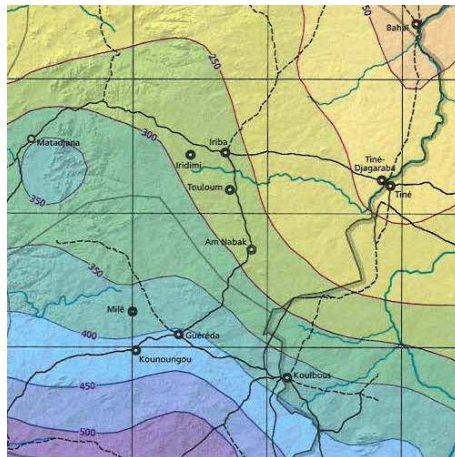 Bahaï
250
300
Matadjana
Iriba
Iridimi
Tiné-
Djagaraba
Tiné
Touloum
350
Am Nabak
350
Milé
400
Guéréda
Kounoungou
Koulbous
450
500